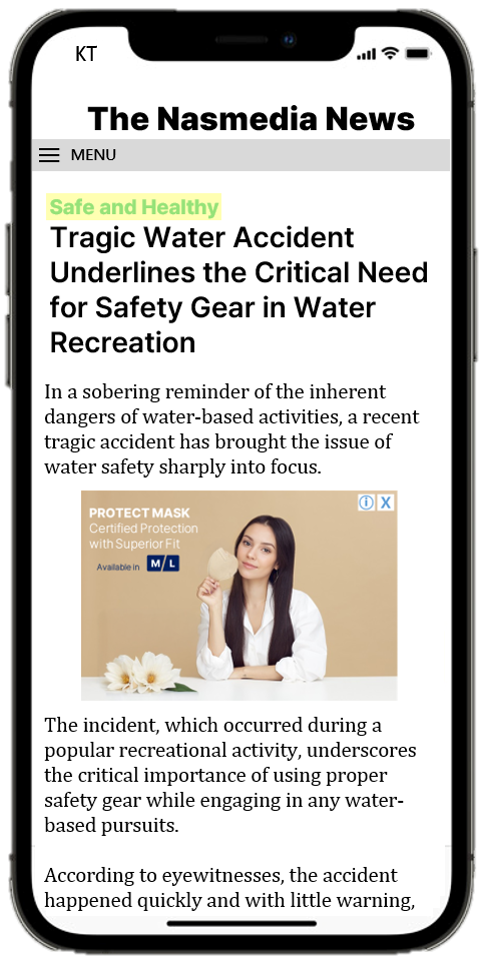 KT
The Nasmedia News
MENU
Safe and Healthy
Tragic Water Accident
Underlines the Critical Need
for Safety Gear in Water
Recreation
In a sobering reminder of the inherent
dangers of water-based activities, a recent
tragic accident has brought the issue of
water safety sharply into focus.
PROTECT MASK
Certified Protection
with Superior Fit
Available in M/L
X
The incident, which occurred during a
popular recreational activity, underscores
the critical importance of using proper
safety gear while engaging in any water-
based pursuits.
According to eyewitnesses, the accident
happened quickly and with little warning,